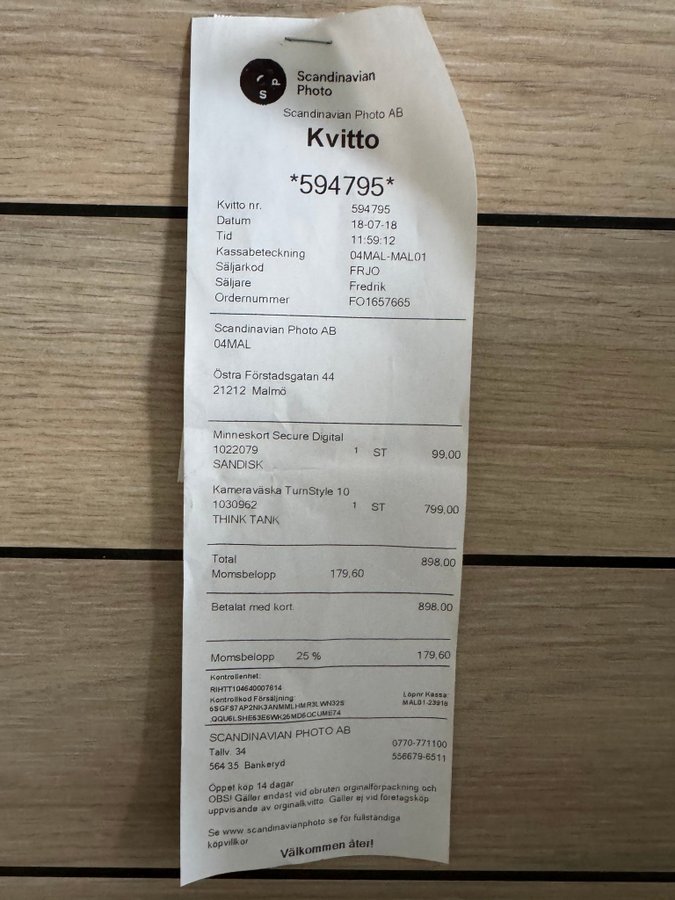 Scandinavian
Photo
Scandinavian Photo AB
Kvitto
*594795*
Kvitto nr. 594795
Datum 18-07-18
Tid 11:59:12
Kassabeteckning 04MAL-MAL01
Säljarkod FRJO
Säljare Fredrik
Ordernummer FO1657665
Scandinavian Photo AB
04MAL
Östra Förstadsgatan 44
21212 Malmö
Minneskort Secure Digital
1022079 1 ST 99,00
SANDISK
Kameraväska TurnStyle 10
1030962 1 ST 799,00
THINK TANK
Total 898.00
Momsbelopp 179,60
Betalat med kort. 898.00
Momsbelopp 25 % 179,60
Kontrollenhet:
RIHTT104640007614
Kontrollkod Försäljning: Löpnr Kassa:
MAL01-23918
SCANDINAVIAN PHOTO AB
Tallv. 34 0770-771100
564 35 Bankeryd 556679-6511
Öppet köp 14 dagar
OBS! Gäller endast vid obruten orginalförpackning och
uppvisande av orginalkvitto. Gäller ej vid företagsköp
Se www scandinavianphoto se för fullständiga
köpvillkor
Välkommen åter!